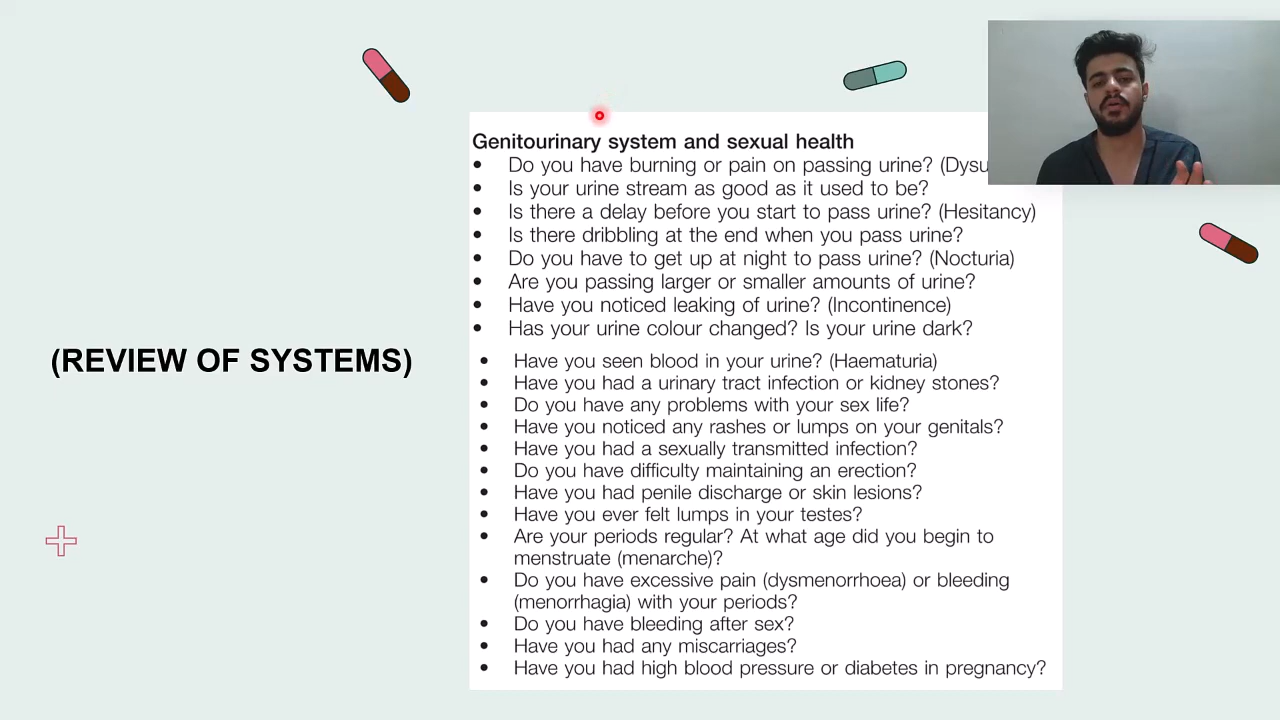 Genitourinary system and sexual health
• Do you have burning or pain on passing urine? (Dysu
• Is your urine stream as good as it used to be?
• Is there a delay before you start to pass urine? (Hesitancy)
• Is there dribbling at the end when you pass urine?
• Do you have to get up at night to pass urine? (Nocturia)
• Are you passing larger or smaller amounts of urine?
• Have you noticed leaking of urine? (Incontinence)
• Has your urine colour changed? Is your urine dark?
(REVIEW OF SYSTEMS)
• Have you seen blood in your urine? (Haematuria)
• Have you had a urinary tract infection or kidney stones?
• Do you have any problems with your sex life?
• Have you noticed any rashes or lumps on your genitals?
• Have you had a sexually transmitted infection?
• Do you have difficulty maintaining an erection?
• Have you had penile discharge or skin lesions?
• Have you ever felt lumps in your testes?
• Are your periods regular? At what age did you begin to
menstruate (menarche)?
• Do you have excessive pain (dysmenorrhoea) or bleeding
(menorrhagia) with your periods?
• Do you have bleeding after sex?
• Have you had any miscarriages?
• Have you had high blood pressure or diabetes in pregnancy?